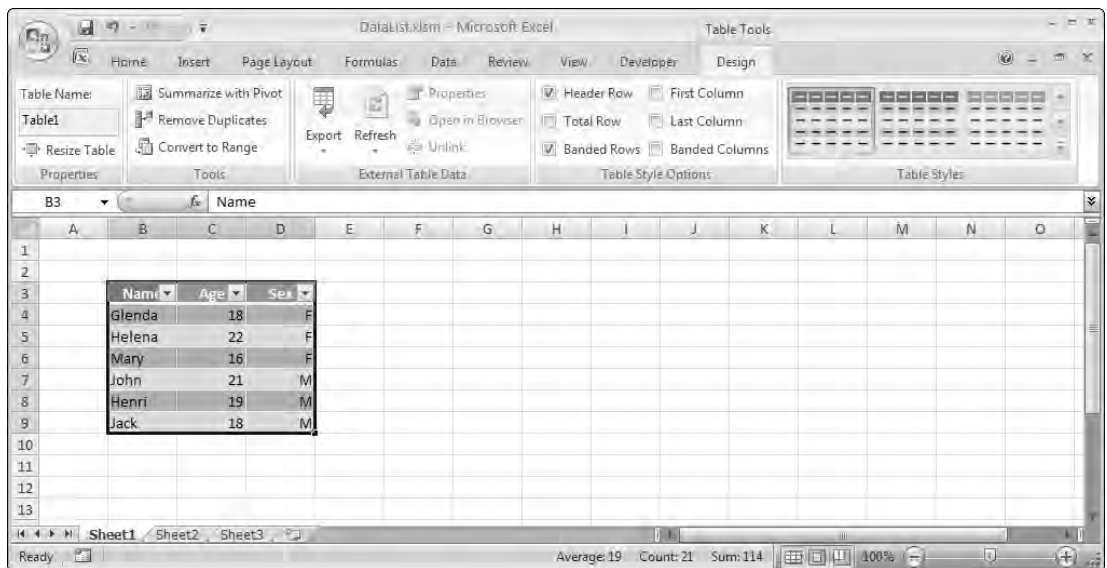 DataList.xlsm - Microsoft Excel
Table Tools
Home Insert Page Layout Formulas Data Review View Developer Design
Table Name:
Table1
Resize Table
Properties
Summarize with Pivot
Remove Duplicates
Convert to Range
Tools
Export Refresh
Properties
Open in Browser
Unlink
External Table Data
Header Row First Column
Total Row Last Column
Banded Rows Banded Columns
Table Style Options
Table Styles
B3 fx Name
A B C D E F G H I J K L M N O
1
2
3 Name Age Sex
4 Glenda 18 F
5 Helena 22 F
6 Mary 16 F
7 John 21 M
8 Henri 19 M
9 Jack 18 M
10
11
12
13
Sheet1 Sheet2 Sheet3
Ready Average: 19 Count: 21 Sum: 114 100%